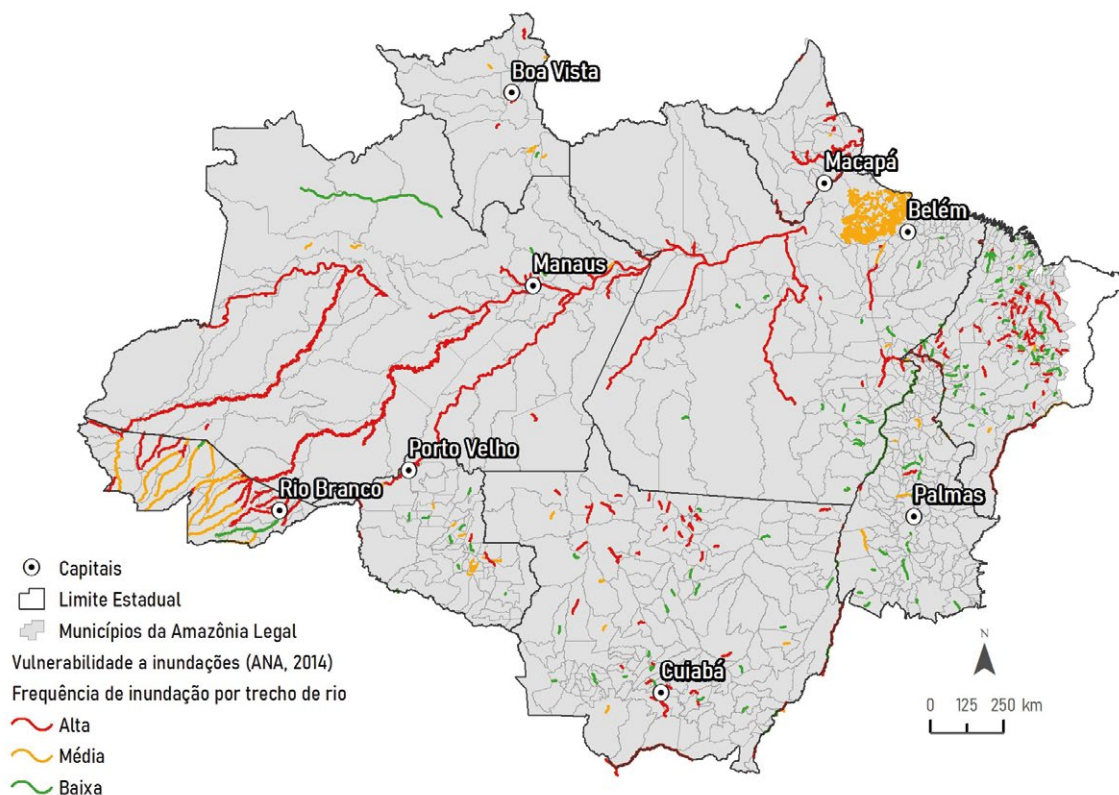 Boa Vista
Macapá
Belém
Manaus
Porto Velho
Rio Branco
Palmas
Cuiabá
Capitais
Limite Estadual
Municípios da Amazônia Legal
Vulnerabilidade a inundações (ANA, 2014)
Frequência de inundação por trecho de rio
Alta
Média
Baixa
N
0 125 250 km